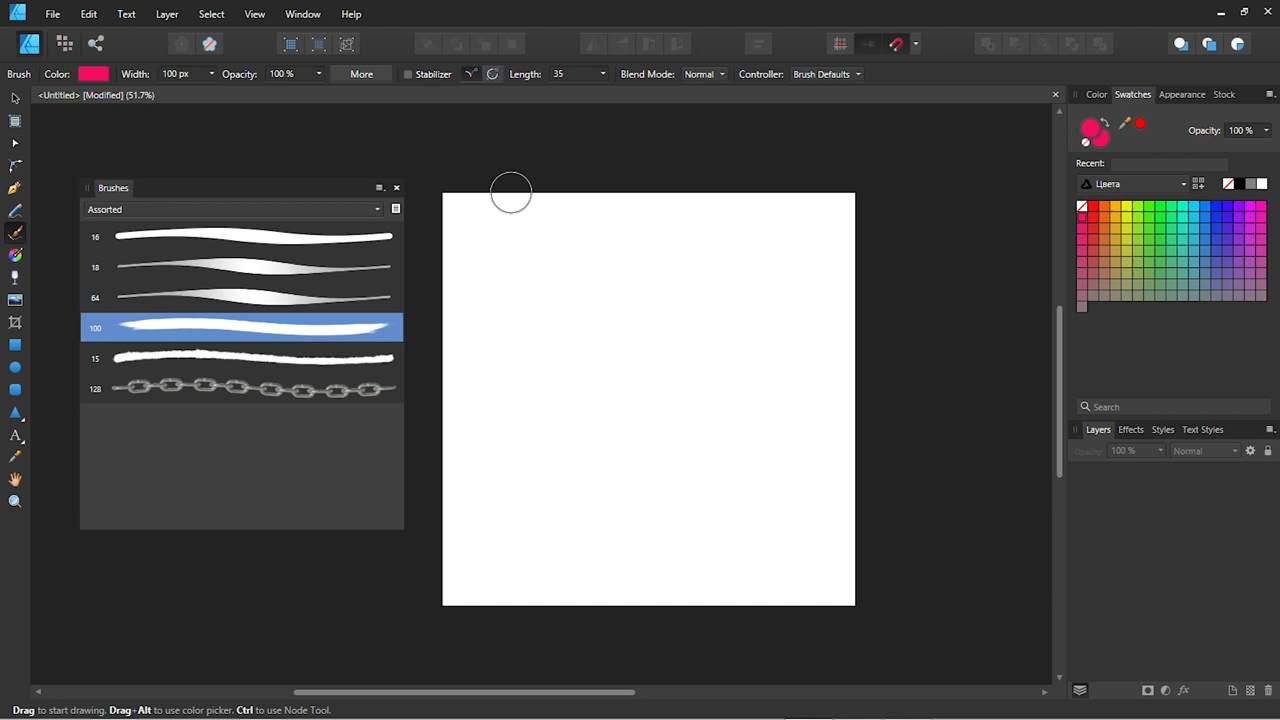 File Edit Text Layer Select View Window Help
Brush Color: Width: 100 px Opacity: 100 % More Stabilizer Length: 35 Blend Mode: Normal Controller: Brush Defaults
<Untitled> [Modified] (51.7%)
Color Swatches Appearance Stock
Opacity: 100 %
Recent:
Цвета
Brushes
Assorted
16
18
64
100
15
128
Search
Layers Effects Styles Text Styles
Opacity: 100 % Normal
Drag to start drawing. Drag+Alt to use color picker. Ctrl to use Node Tool.